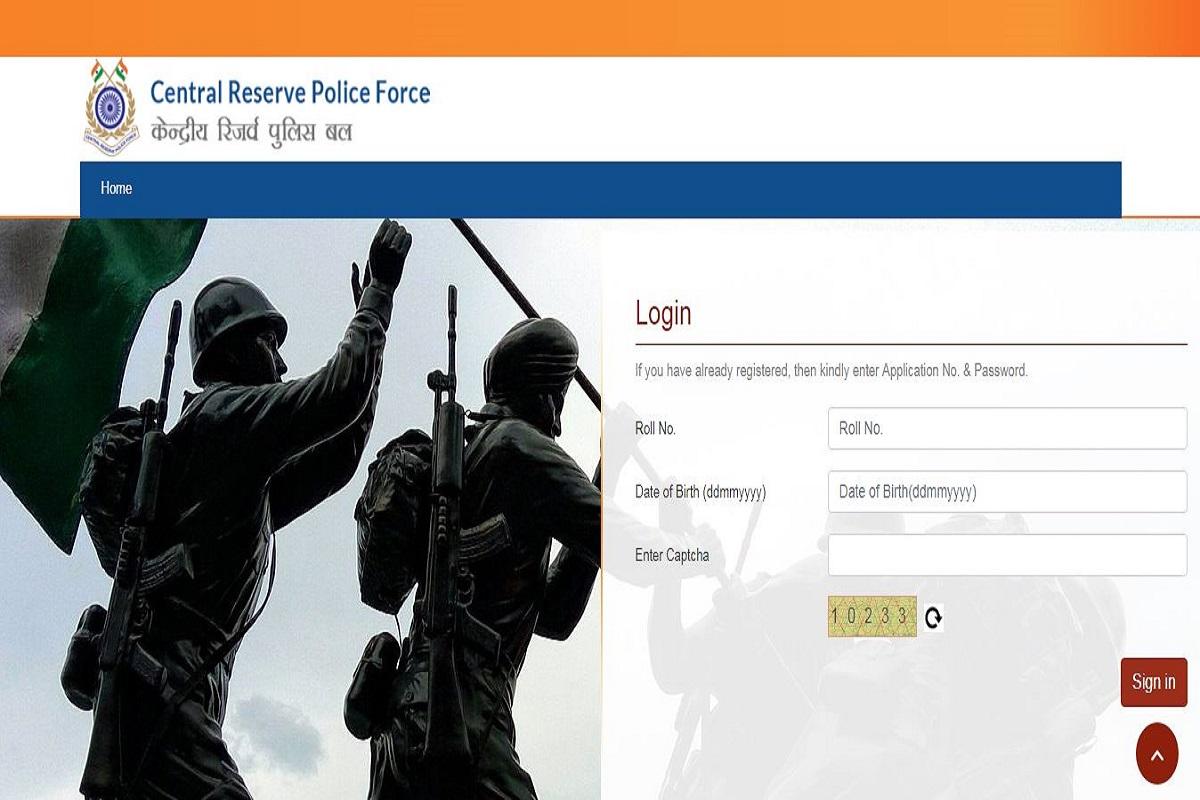 Central Reserve Police Force
केन्द्रीय रिजर्व पुलिस बल
Home
Login
If you have already registered, then kindly enter Application No. & Password.
Roll No.
Roll No.
Date of Birth (ddmmyyyy)
Date of Birth(ddmmyyyy)
Enter Captcha
10233
Sign in